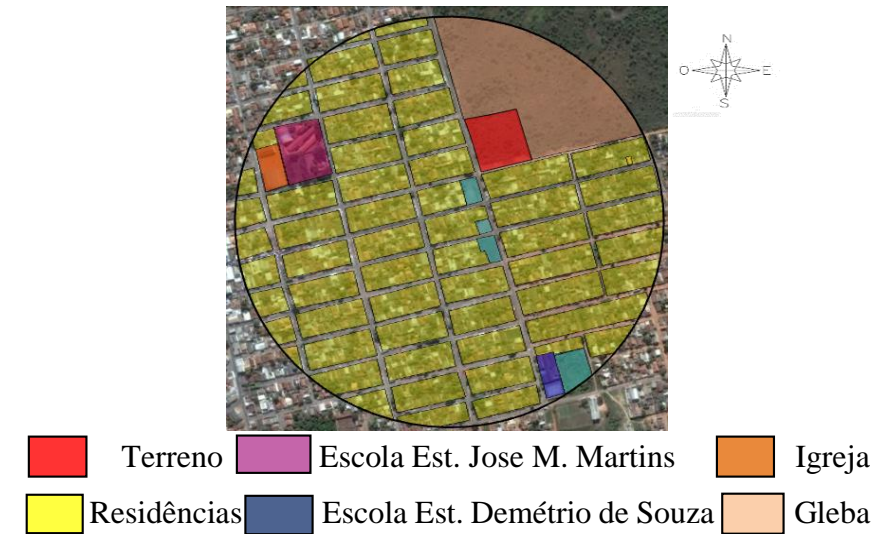 N
O E
S
Terreno Escola Est. Jose M. Martins Igreja
Residências Escola Est. Demétrio de Souza Gleba